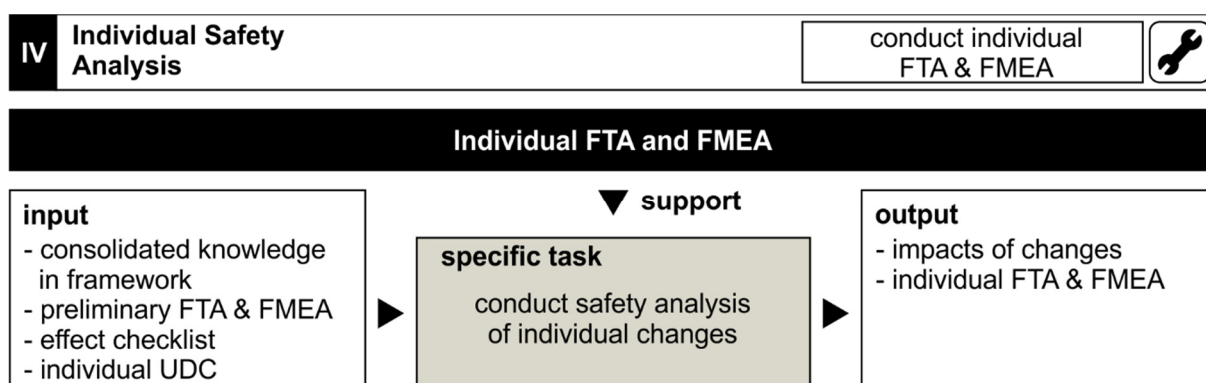 IV
Individual Safety
Analysis
conduct individual
FTA & FMEA
Individual FTA and FMEA
support
input
- consolidated knowledge
in framework
- preliminary FTA & FMEA
- effect checklist
- individual UDC
specific task
conduct safety analysis
of individual changes
output
- impacts of changes
- individual FTA & FMEA